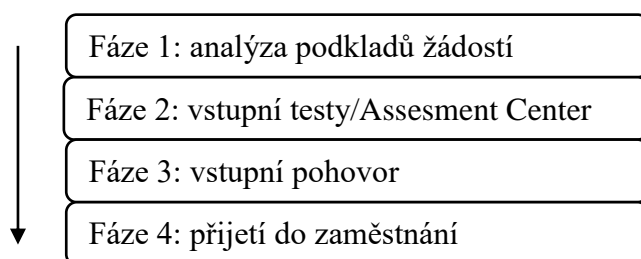 Fáze 1: analýza podkladů žádostí
Fáze 2: vstupní testy/Assesment Center
Fáze 3: vstupní pohovor
Fáze 4: přijetí do zaměstnání